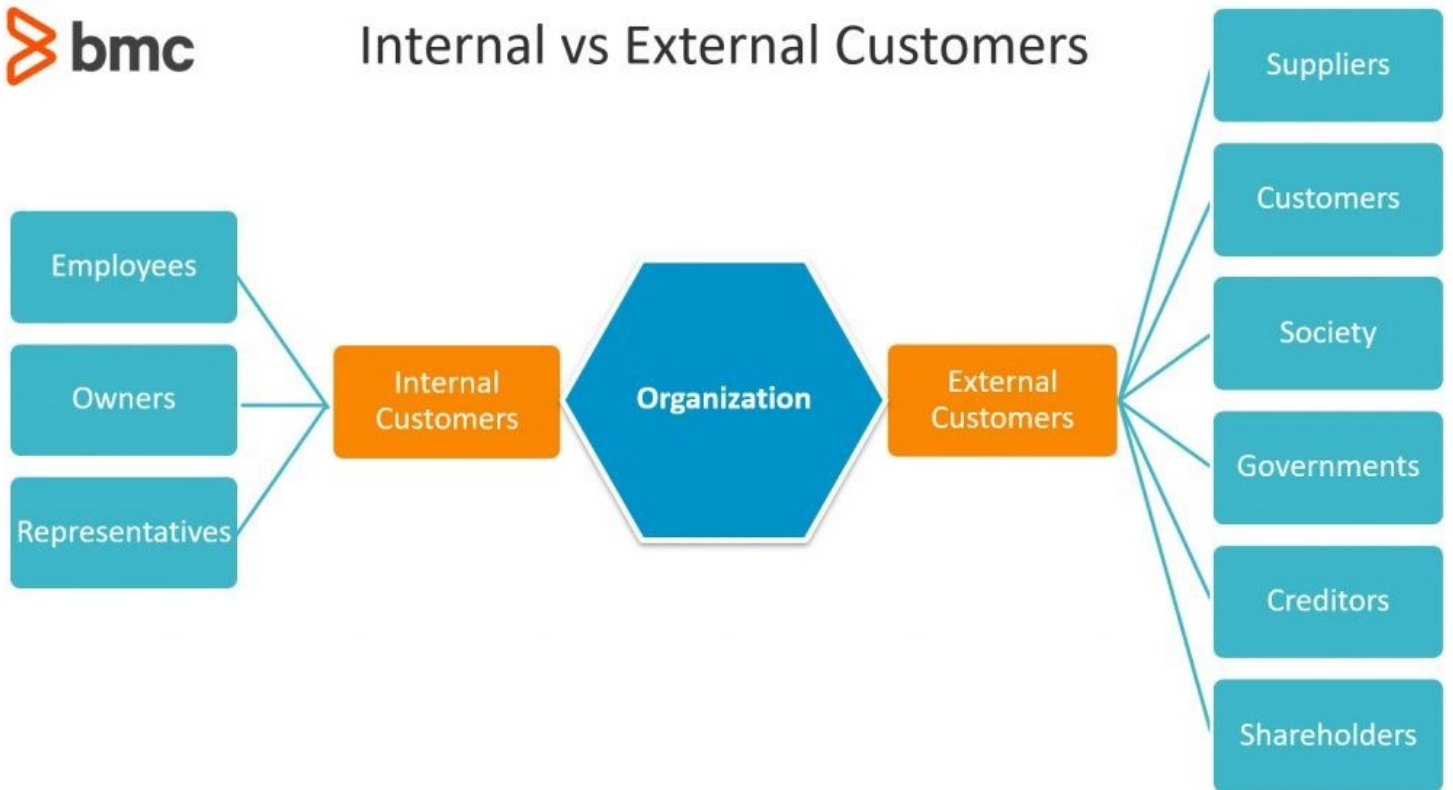 bmc
Internal vs External Customers
Employees
Owners
Representatives
Internal
Customers
Organization
External
Customers
Suppliers
Customers
Society
Governments
Creditors
Shareholders